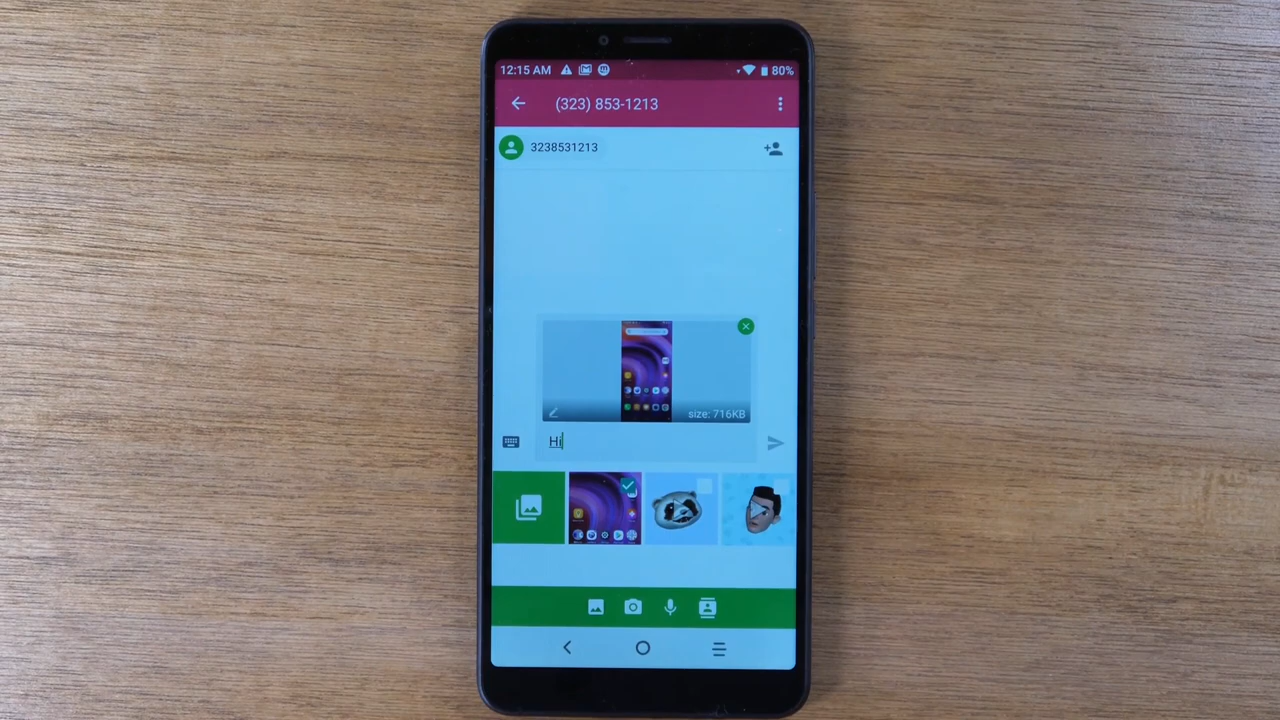 12:15 AM 80%
(323) 853-1213
3238531213
size: 716KB
Hi